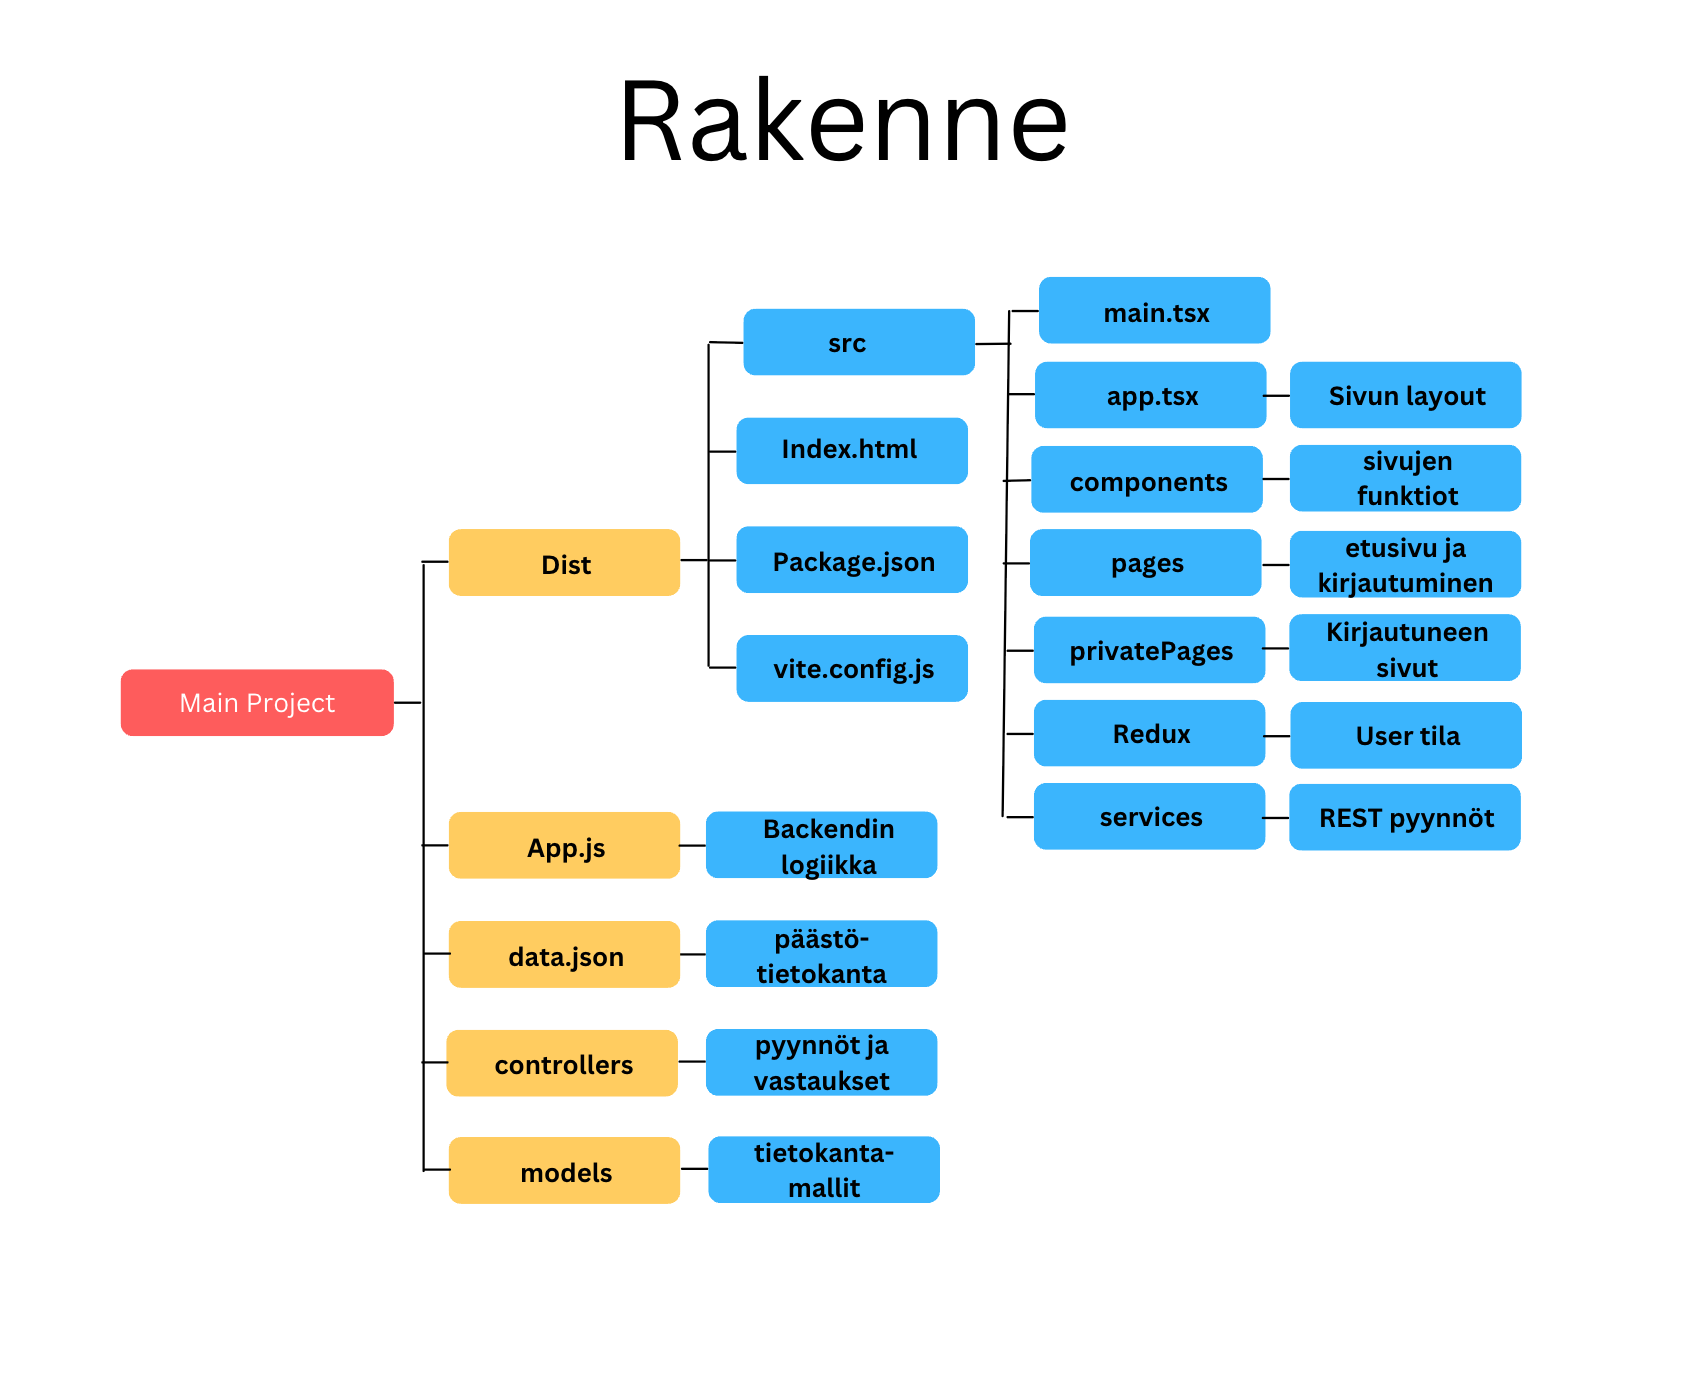 Rakenne
Main Project
Dist
src
main.tsx
app.tsx
Sivun layout
components
sivujen
funktiot
pages
etusivu ja
kirjautuminen
privatePages
Kirjautuneen
sivut
Redux
User tila
services
REST pyynnöt
Index.html
Package.json
vite.config.js
App.js
Backendin
logiikka
data.json
päästö-
tietokanta
controllers
pyynnöt ja
vastaukset
models
tietokanta-
mallit